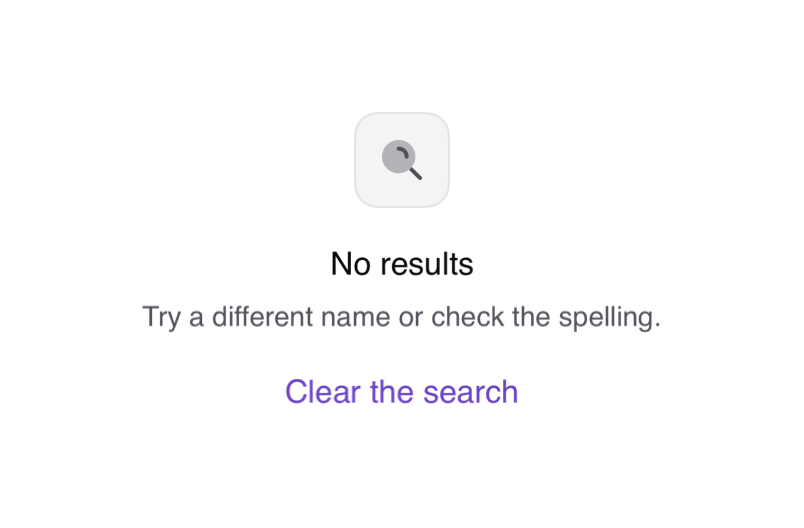 No results
Try a different name or check the spelling.
Clear the search